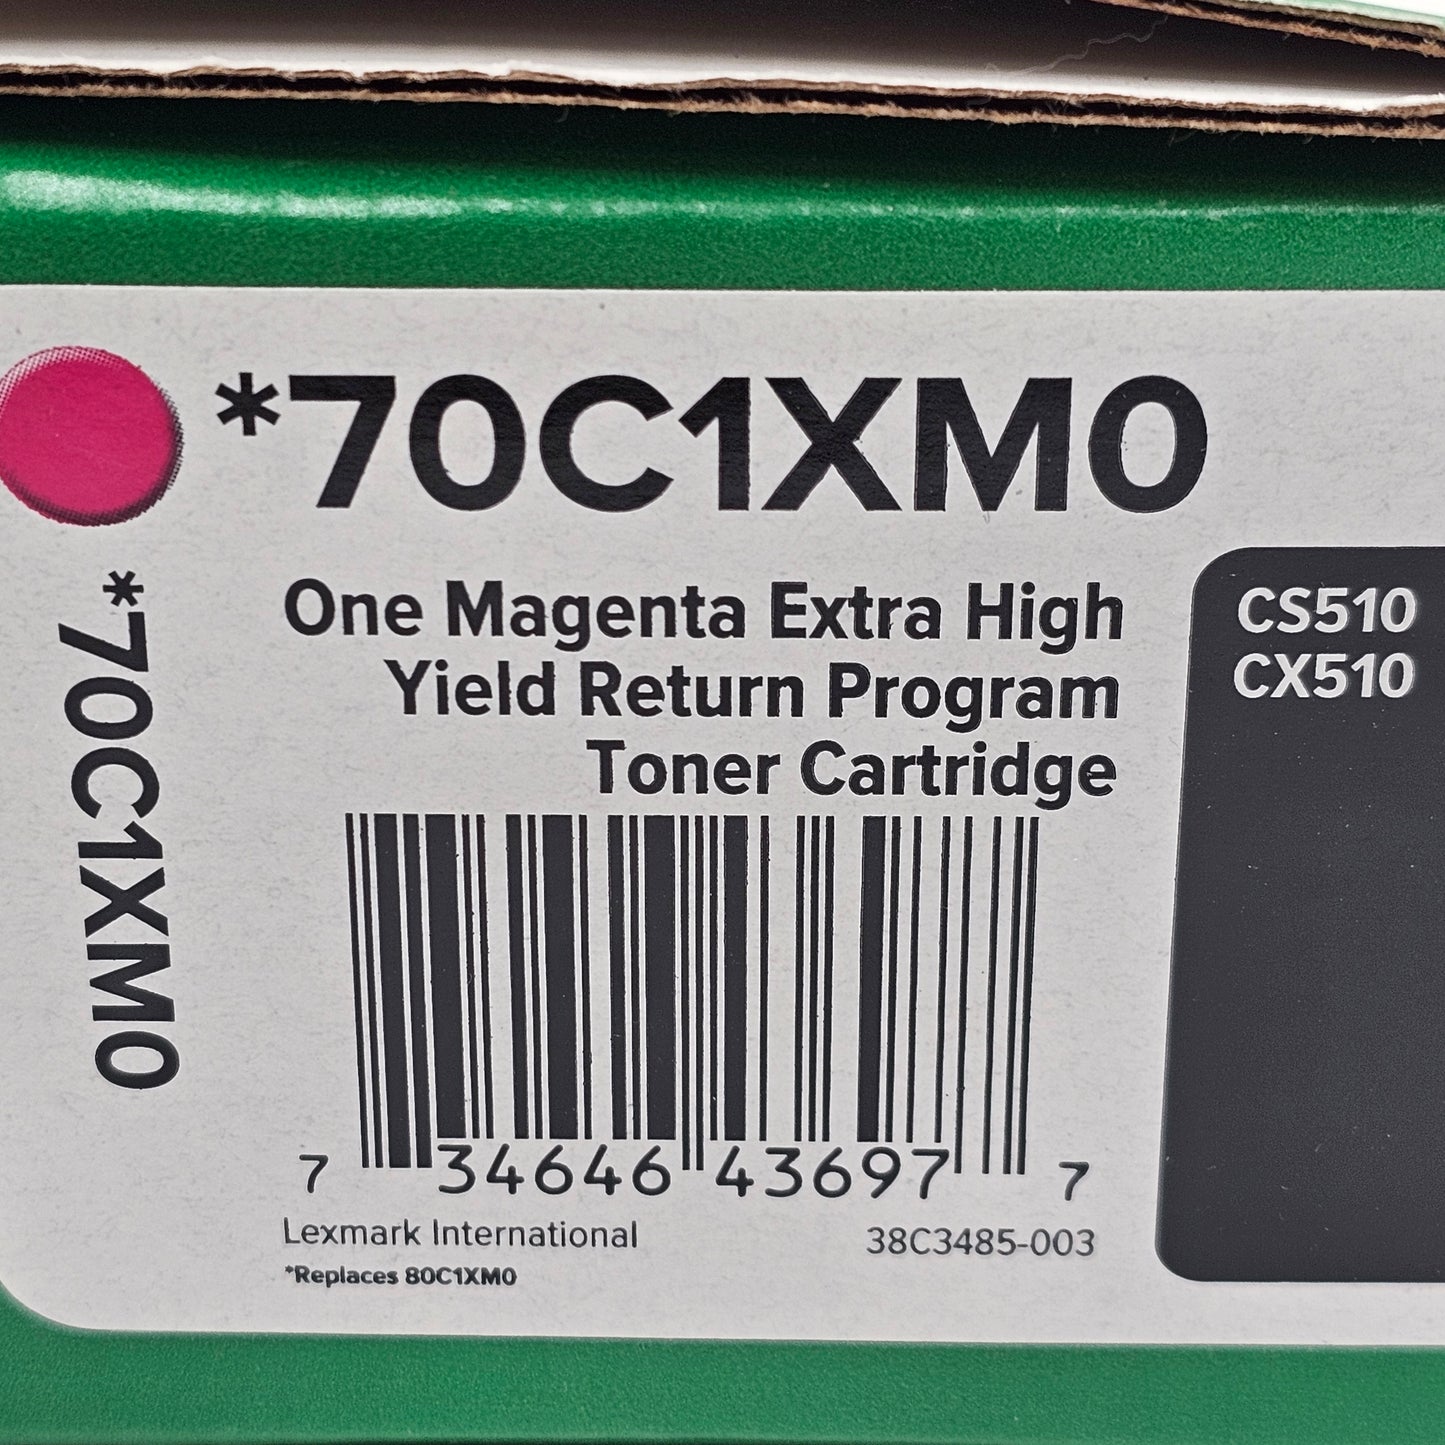 *70C1XM0
*70C1XM0
One Magenta Extra High
Yield Return Program
Toner Cartridge
CS510
CX510
7 34646 43697 7
Lexmark International
38C3485-003
*Replaces 80C1XM0